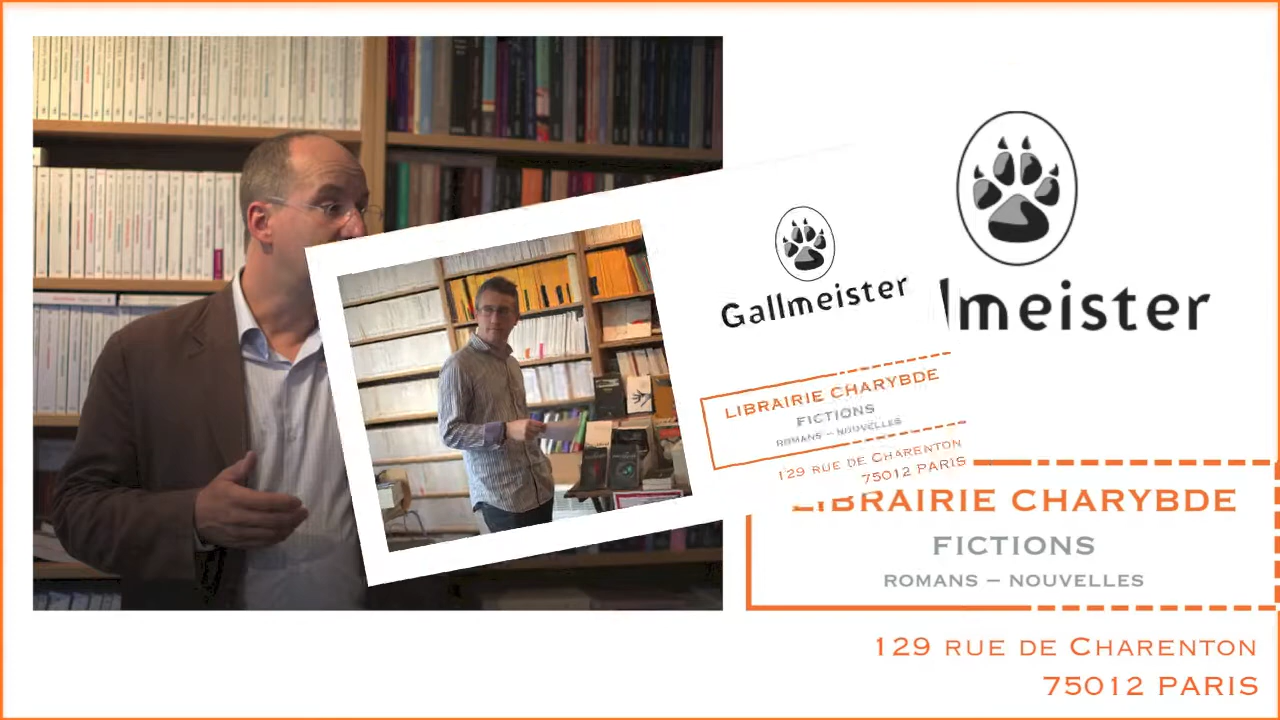 Gallmeister
LIBRAIRIE CHARYBDE
FICTIONS
ROMANS – NOUVELLES
129 RUE DE CHARENTON
75012 PARIS
lmeister
LIBRAIRIE CHARYBDE
FICTIONS
ROMANS – NOUVELLES
129 RUE DE CHARENTON
75012 PARIS